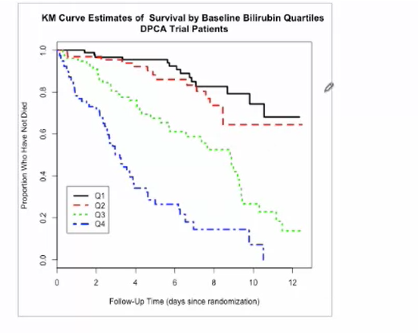 KM Curve Estimates of Survival by Baseline Bilirubin Quartiles
DPCA Trial Patients
Proportion Who Have Not Died
1.0
0.8
0.6
0.4
0.2
0.0
Q1
Q2
Q3
Q4
0 2 4 6 8 10 12
Follow-Up Time (days since randomization)